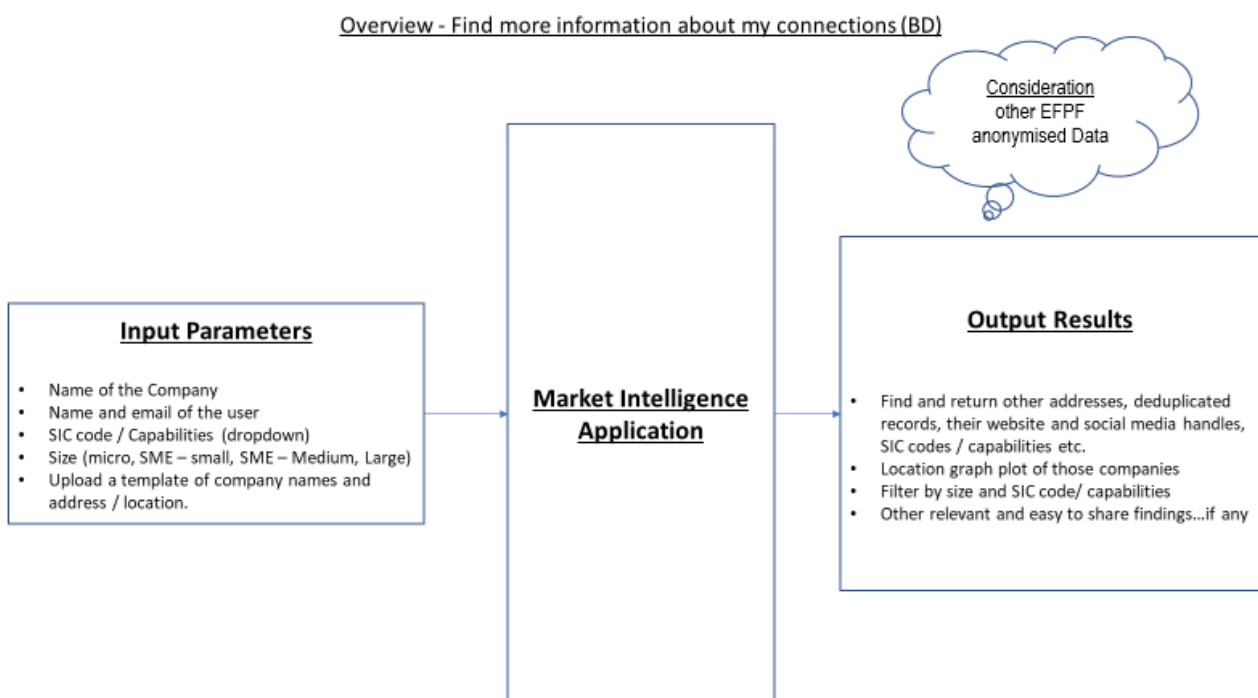 Overview - Find more information about my connections (BD)
Consideration
other EFPF
anonymised Data
Input Parameters
• Name of the Company
• Name and email of the user
• SIC code / Capabilities (dropdown)
• Size (micro, SME – small, SME – Medium, Large)
• Upload a template of company names and
address / location.
Market Intelligence
Application
Output Results
• Find and return other addresses, deduplicated
records, their website and social media handles,
SIC codes / capabilities etc.
• Location graph plot of those companies
• Filter by size and SIC code/ capabilities
• Other relevant and easy to share findings...if any